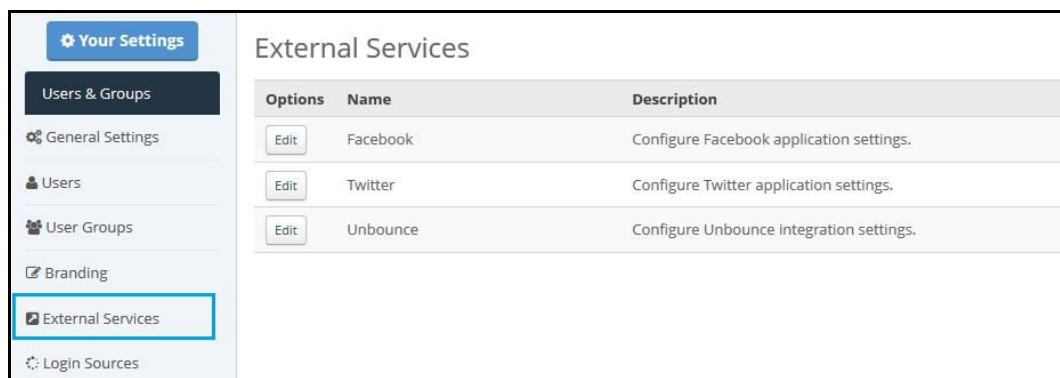 Your Settings
Users & Groups
General Settings
Users
User Groups
Branding
External Services
Login Sources
External Services
Options Name Description
Edit Facebook Configure Facebook application settings.
Edit Twitter Configure Twitter application settings.
Edit Unbounce Configure Unbounce integration settings.